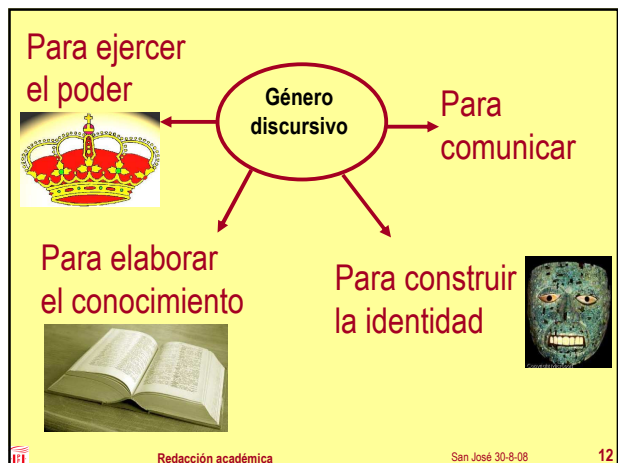 Para ejercer
el poder
Género
discursivo
Para
comunicar
Para elaborar
el conocimiento
Para construir
la identidad
Redacción académica
San José 30-8-08
12